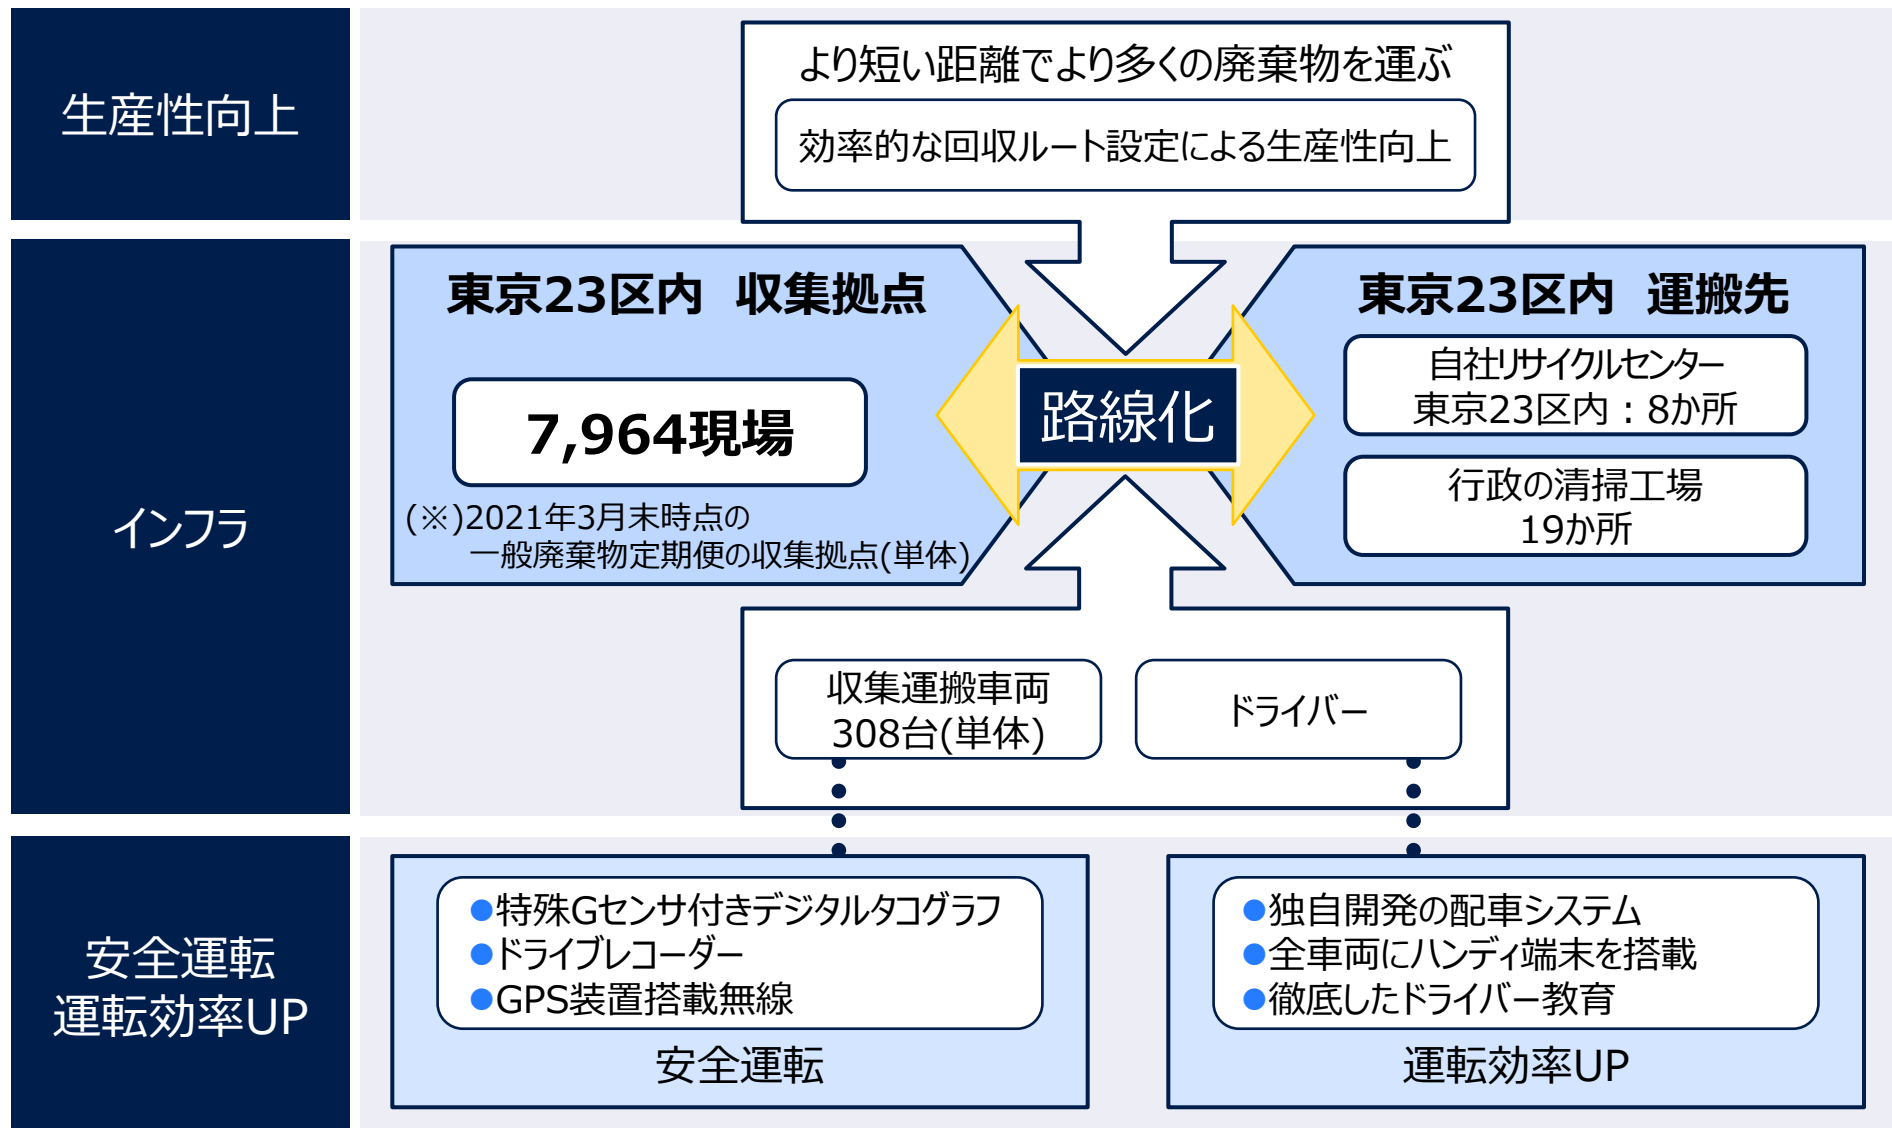 生産性向上
より短い距離でより多くの廃棄物を運ぶ
効率的な回収ルート設定による生産性向上
インフラ
東京23区内　収集拠点
7,964現場
(※)2021年3月末時点の
一般廃棄物定期便の収集拠点(単体)
路線化
東京23区内　運搬先
自社リサイクルセンター
東京23区内：8か所
行政の清掃工場
19か所
収集運搬車両
308台(単体)
ドライバー
安全運転
運転効率UP
●特殊Gセンサ付きデジタルタコグラフ
●ドライブレコーダー
●GPS装置搭載無線
安全運転
●独自開発の配車システム
●全車両にハンディ端末を搭載
●徹底したドライバー教育
運転効率UP